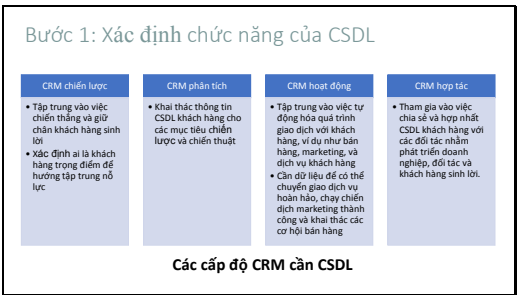 Bước 1: Xác định chức năng của CSDL
CRM chiến lược
• Tập trung vào việc
chiến thắng và giữ
chân khách hàng sinh
lời
• Xác định ai là khách
hàng trọng điểm để
hướng tập trung nỗ
lực
CRM phân tích
• Khai thác thông tin
CSDL khách hàng cho
các mục tiêu chiến
lược và chiến thuật
CRM hoạt động
• Tập trung vào việc tự
động hóa quá trình
giao dịch với khách
hàng, ví dụ như bán
hàng, marketing, và
dịch vụ khách hàng
• Cần dữ liệu để có thể
chuyển giao dịch vụ
hoàn hảo, chạy chiến
dịch marketing thành
công và khai thác các
cơ hội bán hàng
CRM hợp tác
• Tham gia vào việc
chia sẻ và hợp nhất
CSDL khách hàng với
các đối tác nhằm
phát triển doanh
nghiệp, đối tác và
khách hàng sinh lời.
Các cấp độ CRM cần CSDL